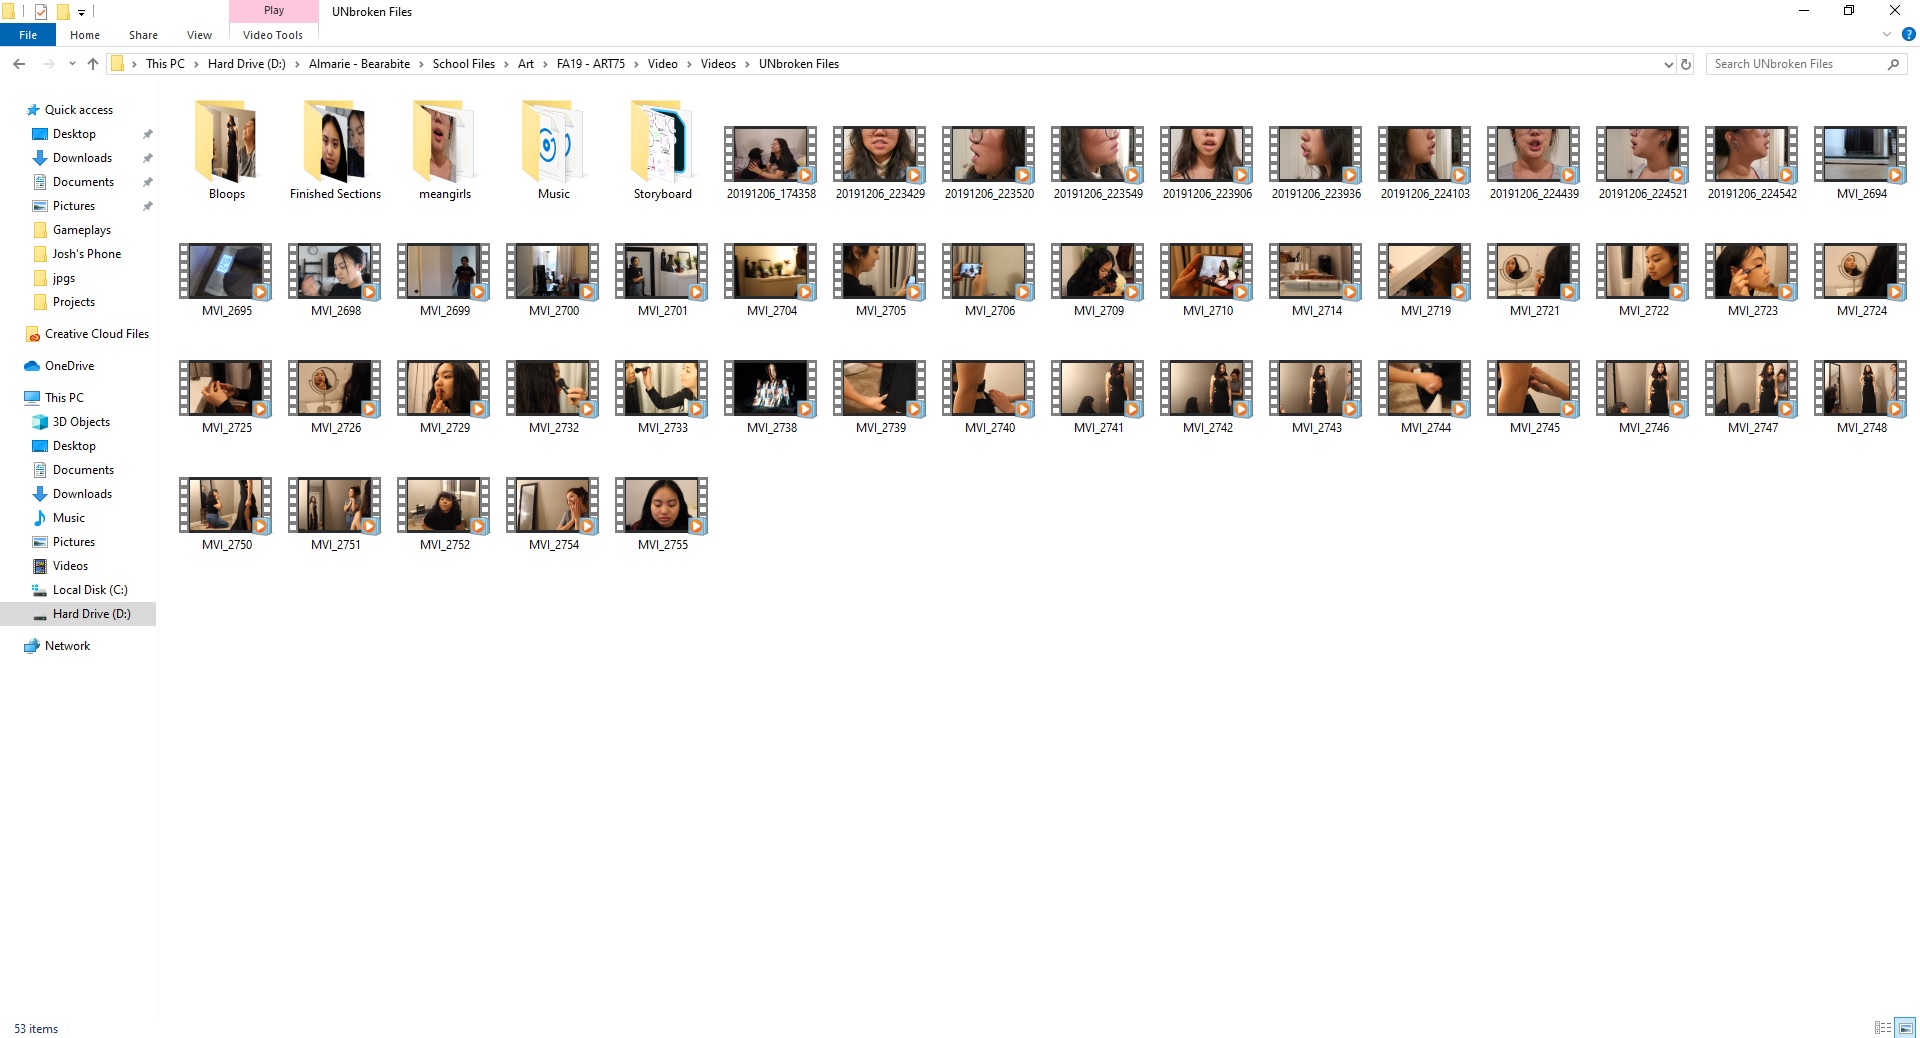 Play UNbroken Files
File Home Share View Video Tools
This PC > Hard Drive (D:) > Almarie - Bearabite > School Files > Art > FA19 - ART75 > Video > Videos > UNbroken Files
Search UNbroken Files
Quick access
Desktop
Downloads
Documents
Pictures
Gameplays
Josh's Phone
jpgs
Projects
Creative Cloud Files
OneDrive
This PC
3D Objects
Desktop
Documents
Downloads
Music
Pictures
Videos
Local Disk (C:)
Hard Drive (D:)
Network
Bloops Finished Sections meangirls Music Storyboard 20191206_174358 20191206_223429 20191206_223520 20191206_223549 20191206_223906 20191206_223936 20191206_224103 20191206_224439 20191206_224521 20191206_224542 MVI_2694
MVI_2695 MVI_2698 MVI_2699 MVI_2700 MVI_2701 MVI_2704 MVI_2705 MVI_2706 MVI_2709 MVI_2710 MVI_2714 MVI_2719 MVI_2721 MVI_2722 MVI_2723 MVI_2724
MVI_2725 MVI_2726 MVI_2729 MVI_2732 MVI_2733 MVI_2738 MVI_2739 MVI_2740 MVI_2741 MVI_2742 MVI_2743 MVI_2744 MVI_2745 MVI_2746 MVI_2747 MVI_2748
MVI_2750 MVI_2751 MVI_2752 MVI_2754 MVI_2755
53 items